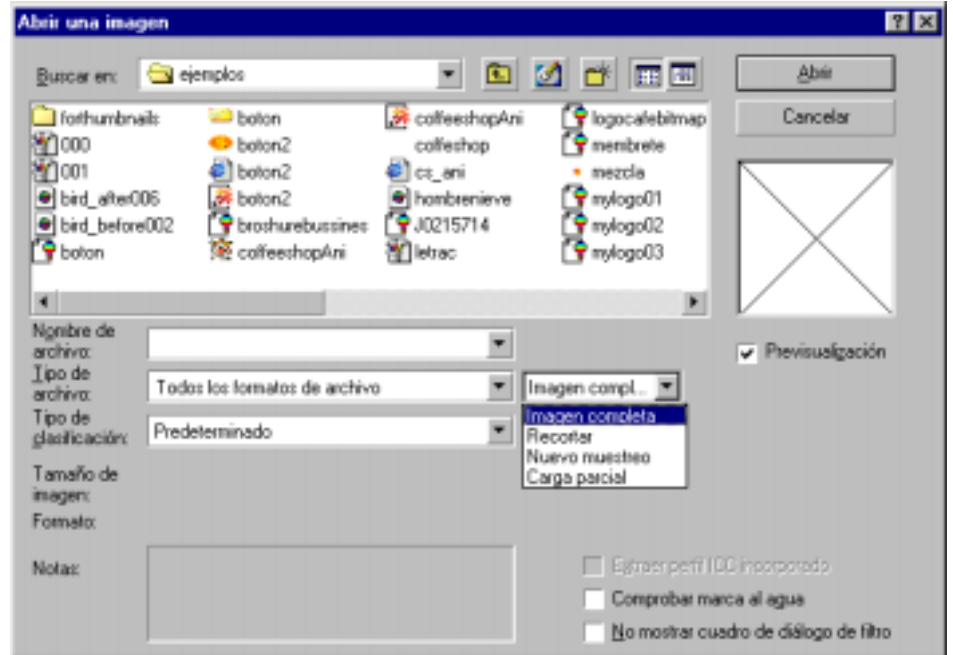 Abrir una imagen
Buscar en: ejemplos
Abrir
forthumbnails boton coffeeshopAni logocafebitmap
Cancelar
000 boton2 coffeshop membrete
001 boton2 cs_ani mezcla
bird_after006 boton2 hombrenieve mylogo01
bird_before002 broshurebussines J0215714 mylogo02
boton coffeeshopAni letrac mylogo03
Nombre de
archivo:
Previsualización
Tipo de
archivo: Todos los formatos de archivo Imagen compl...
Imagen completa
Tipo de
clasificación: Predeterminado
Recortar
Nuevo muestreo
Carga parcial
Tamaño de
imagen:
Formato:
Notas:
Extraer perfil ICC incorporado
Comprobar marca al agua
No mostrar cuadro de diálogo de filtro